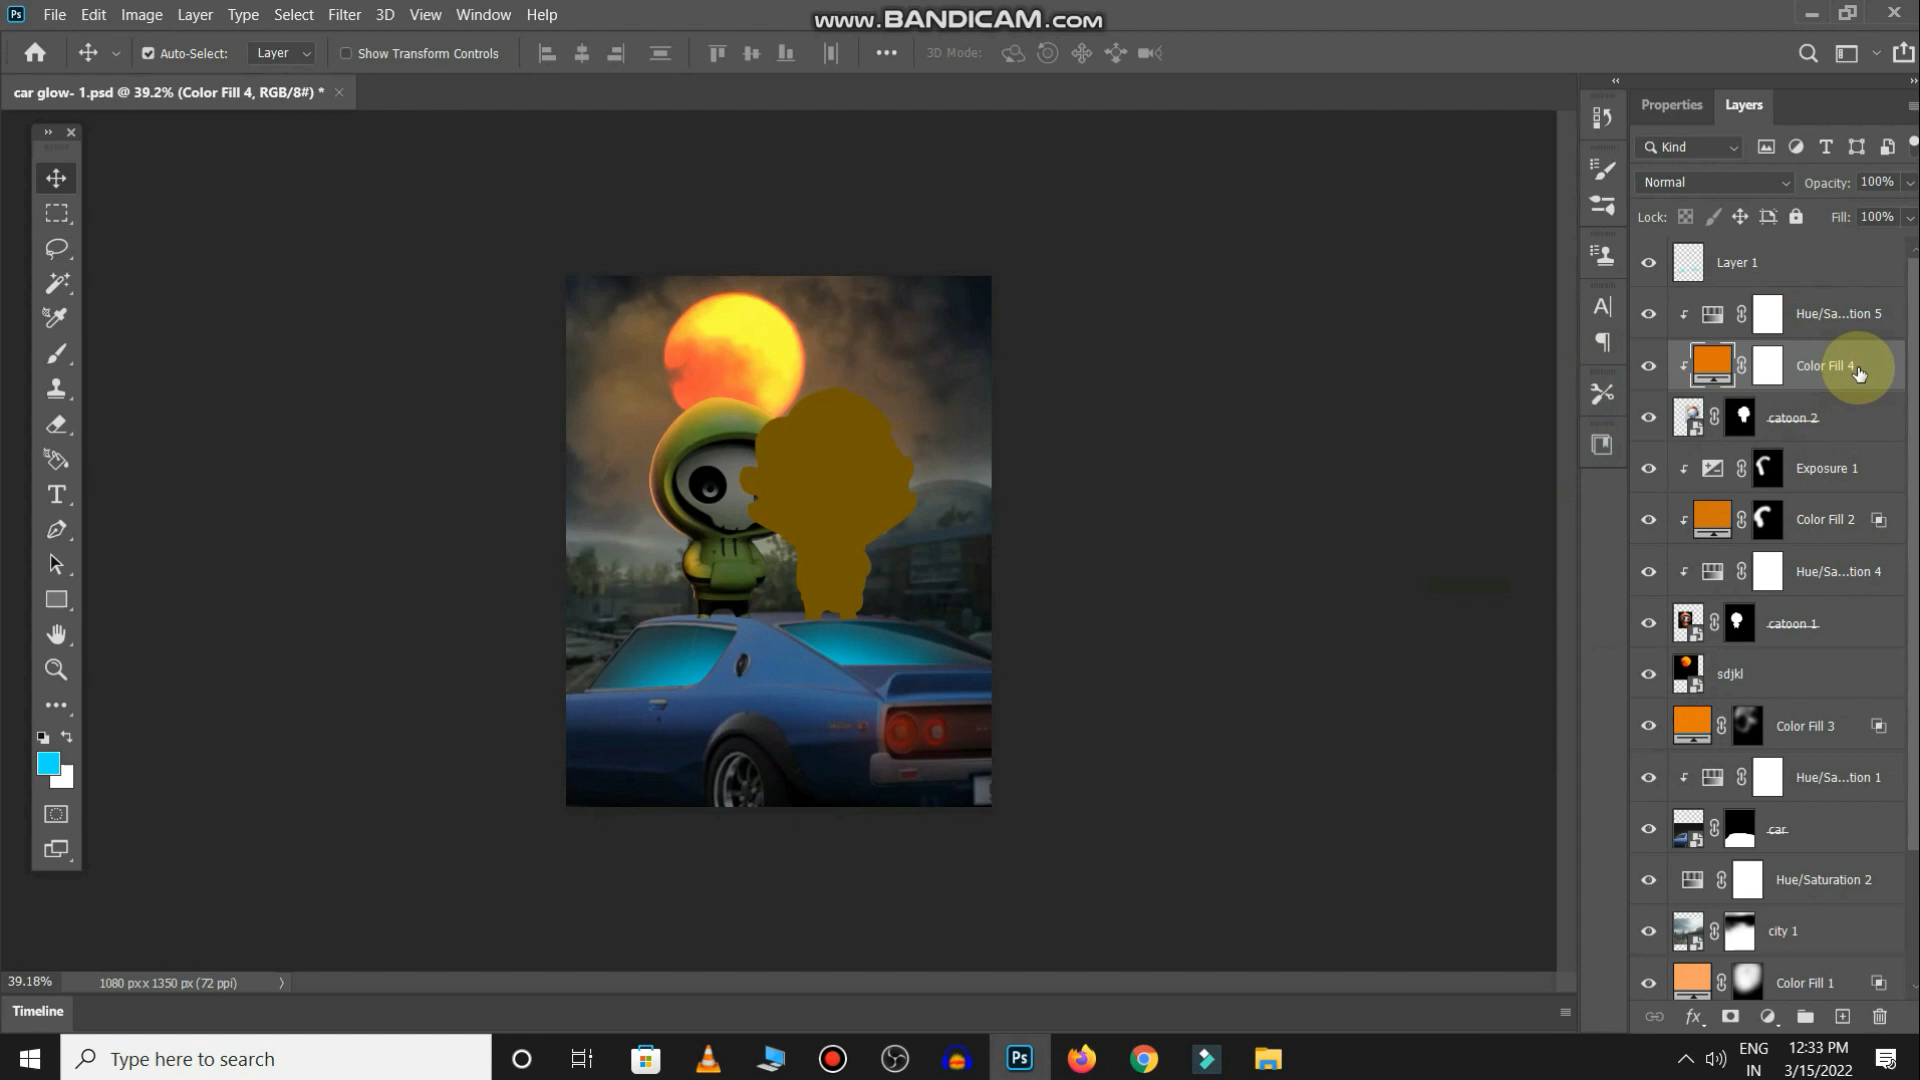 File Edit Image Layer Type Select Filter 3D View Window Help
www.BANDICAM.com
Auto-Select: Layer Show Transform Controls 3D Mode:
car glow- 1.psd @ 39.2% (Color Fill 4, RGB/8#) *
Properties Layers
Kind
Normal Opacity: 100%
Lock: Fill: 100%
Layer 1
Hue/Sa...tion 5
Color Fill 4
catoon 2
Exposure 1
Color Fill 2
Hue/Sa...tion 4
catoon 1
sdjkl
Color Fill 3
Hue/Sa...tion 1
car
Hue/Saturation 2
city 1
Color Fill 1
39.18% 1080 px x 1350 px (72 ppi)
Timeline
Type here to search
ENG
IN
12:33 PM
3/15/2022